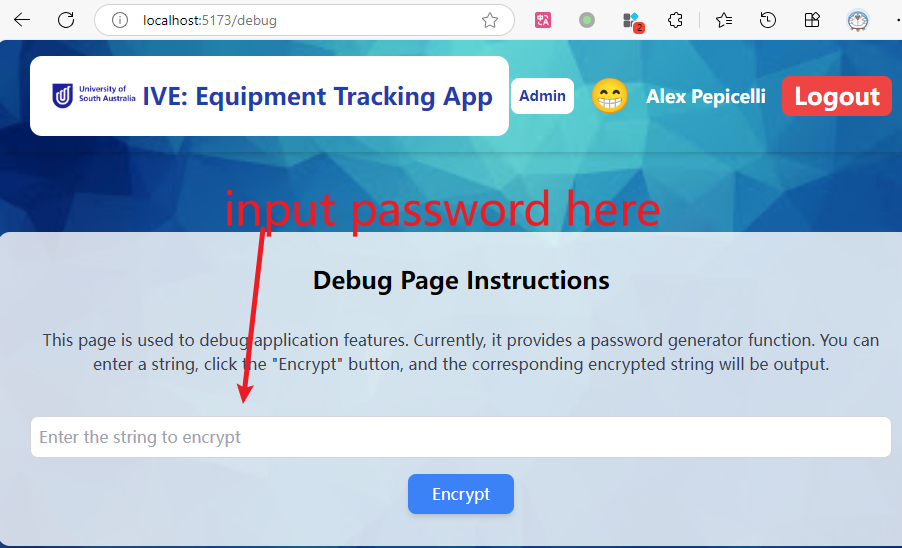 localhost:5173/debug
2
University of
South Australia
IVE: Equipment Tracking App
Admin
Alex Pepicelli
Logout
input password here
Debug Page Instructions
This page is used to debug application features. Currently, it provides a password generator function. You can
enter a string, click the "Encrypt" button, and the corresponding encrypted string will be output.
Enter the string to encrypt
Encrypt